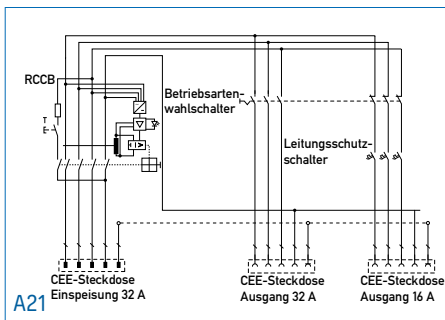 RCCB
Betriebsarten-
wahlschalter
Leitungsschutz-
schalter
CEE-Steckdose
Einspeisung 32 A
CEE-Steckdose
Ausgang 32 A
CEE-Steckdose
Ausgang 16 A
A21